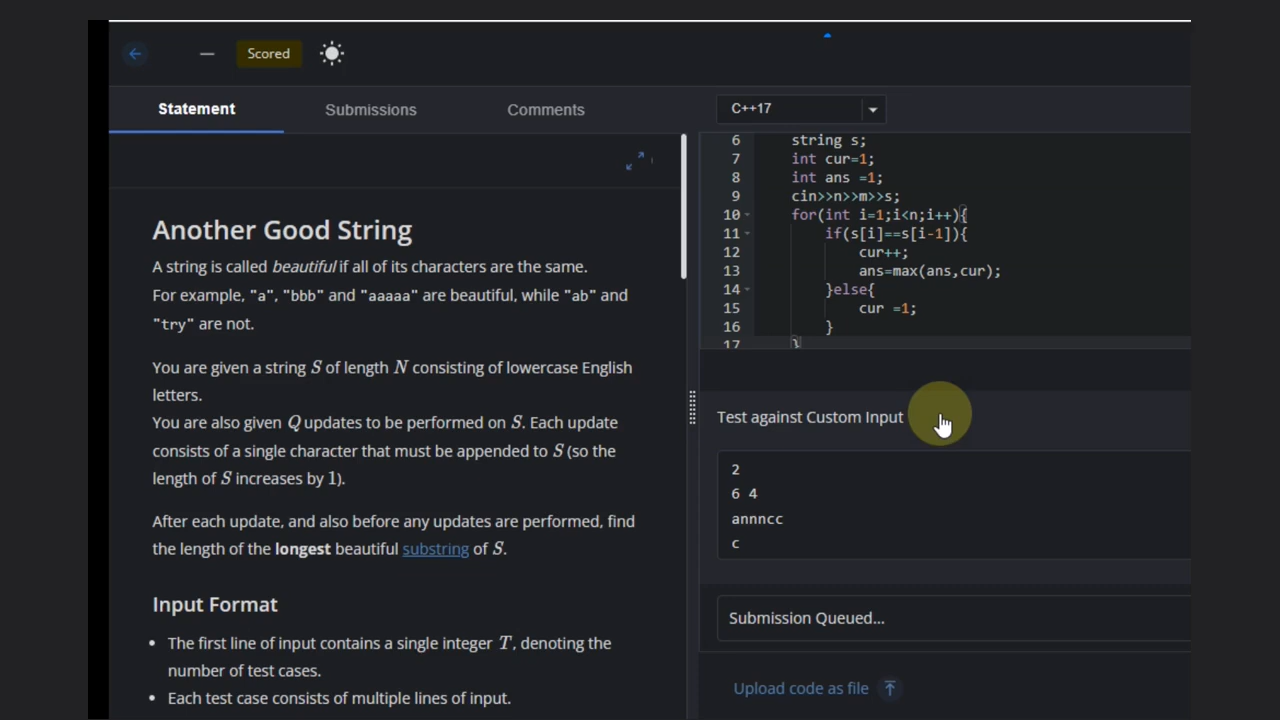 Scored
Statement
Submissions
Comments
Another Good String
A string is called beautiful if all of its characters are the same.
For example, "a", "bbb" and "aaaaa" are beautiful, while "ab" and
"try" are not.
You are given a string S of length N consisting of lowercase English
letters.
You are also given Q updates to be performed on S. Each update
consists of a single character that must be appended to S (so the
length of S increases by 1).
After each update, and also before any updates are performed, find
the length of the longest beautiful substring of S.
Input Format
• The first line of input contains a single integer T, denoting the
number of test cases.
• Each test case consists of multiple lines of input.
C++17
6 string s;
7 int cur=1;
8 int ans =1;
9 cin>>n>>m>>s;
10 for(int i=1;i<n;i++){
11 if(s[i]==s[i-1]){
12 cur++;
13 ans=max(ans,cur);
14 }else{
15 cur =1;
16 }
17 }
Test against Custom Input
2
6 4
annncc
c
Submission Queued...
Upload code as file